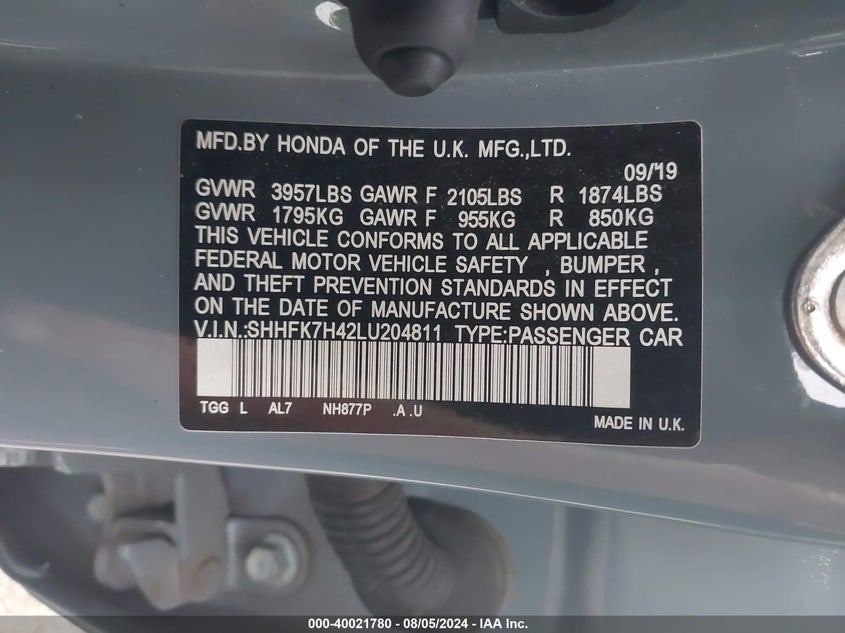 MFD.BY HONDA OF THE U.K. MFG.,LTD.
09/'19
GVWR 3957LBS GAWR F 2105LBS R 1874LBS
GVWR 1795KG GAWR F 955KG R 850KG
THIS VEHICLE CONFORMS TO ALL APPLICABLE
FEDERAL MOTOR VEHICLE SAFETY , BUMPER ,
AND THEFT PREVENTION STANDARDS IN EFFECT
ON THE DATE OF MANUFACTURE SHOWN ABOVE.
V.I.N.:SHHFK7H42LU204811 TYPE:PASSENGER CAR
TGG L AL7 NH877P .A .U
MADE IN U.K.
000-40021780 - 08/05/2024 - IAA Inc.